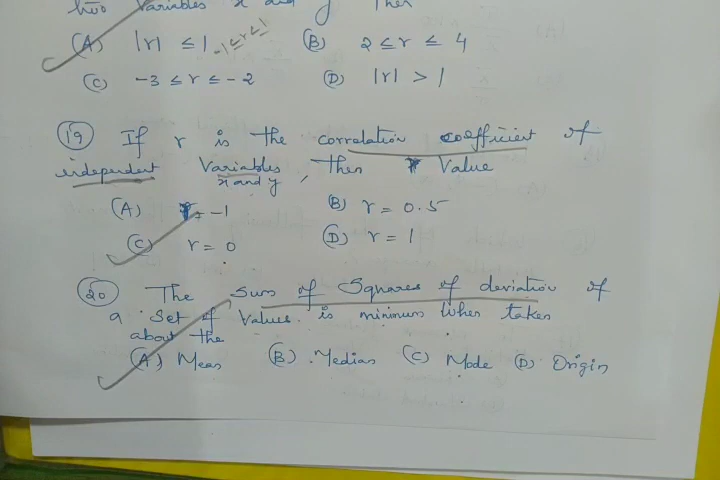 two variables x and y Then
(A) |r| ≤ 1 -1≤r≤1 (B) 2 ≤ r ≤ 4
(C) -3 ≤ r ≤ -2 (D) |r| > 1
(19) If r is the corrolation coefficient of
independent Variables x and y, Then r Value
(A) r = -1 (B) r = 0.5
(C) r = 0 (D) r = 1
(20) The Sum of Squares of deviation of
a Set of Values is minimum When taken
about the
(A) Mean (B) Median (C) Mode (D) Origin